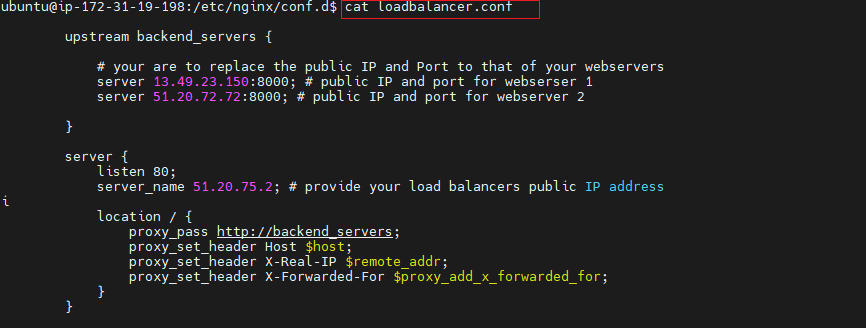 ubuntu@ip-172-31-19-198:/etc/nginx/conf.d$ cat loadbalancer.conf
upstream backend_servers {
# your are to replace the public IP and Port to that of your webservers
server 13.49.23.150:8000; # public IP and port for webserser 1
server 51.20.72.72:8000; # public IP and port for webserver 2
}
server {
listen 80;
server_name 51.20.75.2; # provide your load balancers public IP address
i
location / {
proxy_pass http://backend_servers;
proxy_set_header Host $host;
proxy_set_header X-Real-IP $remote_addr;
proxy_set_header X-Forwarded-For $proxy_add_x_forwarded_for;
}
}